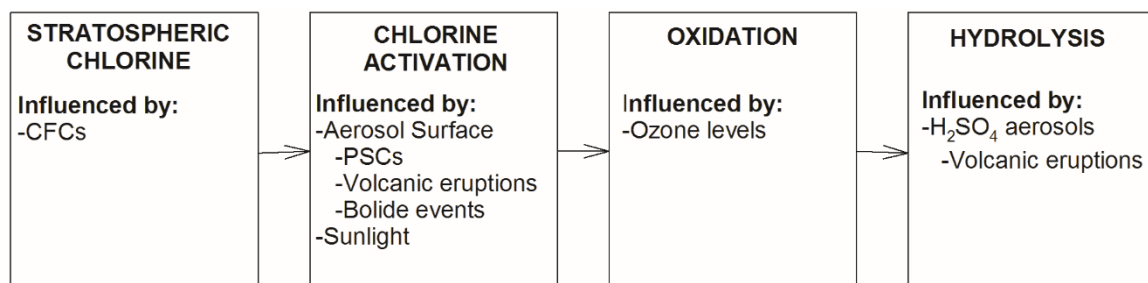 STRATOSPHERIC
CHLORINE
Influenced by:
-CFCs
CHLORINE
ACTIVATION
Influenced by:
-Aerosol Surface
-PSCs
-Volcanic eruptions
-Bolide events
-Sunlight
OXIDATION
Influenced by:
-Ozone levels
HYDROLYSIS
Influenced by:
-H₂SO₄ aerosols
-Volcanic eruptions